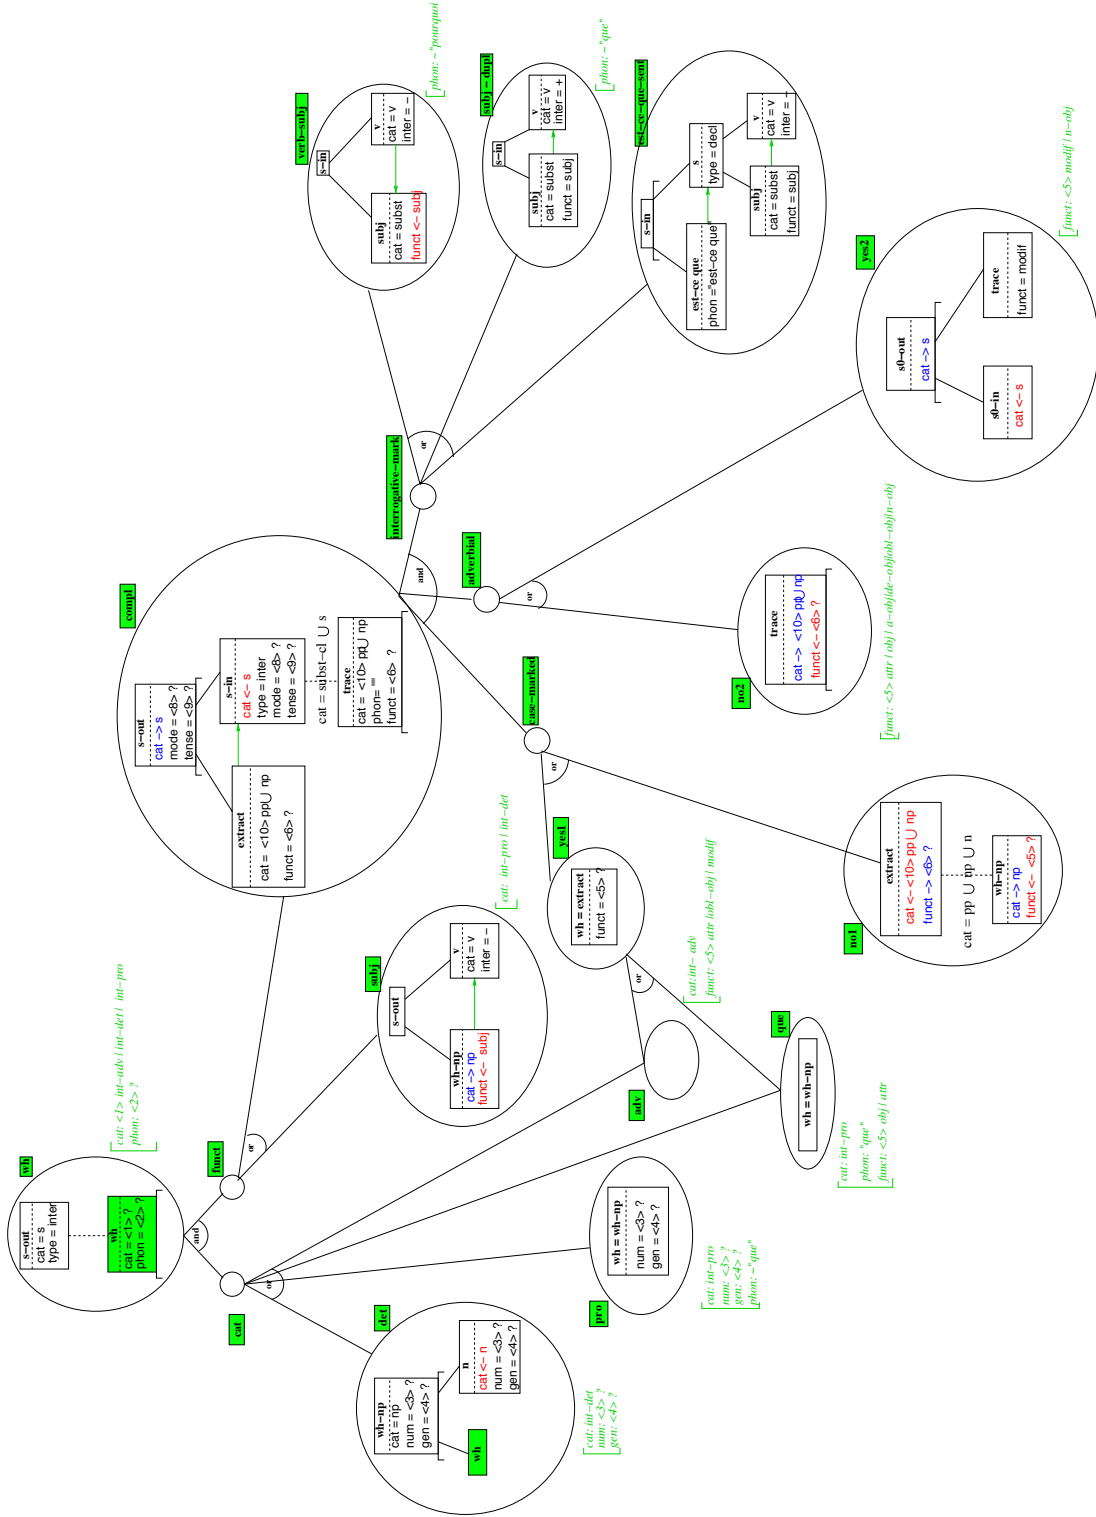 wh
s-out
cat = s
type = inter
wh
cat = <1> ?
phon = <2> ?
cat: <1> int-adv | int-det | int-pro
phon: <2> ?
and
cat
or
funct
or
det
wh-np
cat = np
num = <3> ?
gen = <4> ?
wh
n
cat <- n
num = <3> ?
gen = <4> ?
cat: int-det
num: <3> ?
gen: <4> ?
pro
wh = wh-np
num = <3> ?
gen = <4> ?
cat: int-pro
num: <3> ?
gen: <4> ?
phon: ~"que"
que
wh = wh-np
cat: int-pro
phon: "que"
funct: <5> obj | attr
adv
or
cat: int- adv
funct: <5> attr |obl-obj | modif
subj
s-out
wh-np
cat -> np
funct <- subj
v
cat = v
inter = -
cat: int-pro | int-det
compl
s-out
cat -> s
mode = <8> ?
tense = <9> ?
extract
cat = <10> pp ∪ np
funct = <6> ?
s-in
cat <- s
type = inter
mode = <8> ?
tense = <9> ?
cat = subst-cl ∪ s
trace
cat = <10> pp ∪ np
phon= ""
funct = <6> ?
and
case-marked
or
yes1
wh = extract
funct = <5> ?
no1
extract
cat <- <10> pp ∪ np
funct -> <6> ?
cat = pp ∪ np ∪ n
wh-np
cat -> np
funct <- <5> ?
adverbial
or
no2
trace
cat -> <10> pp ∪ np
funct <- <6> ?
funct: <5> attr | obj | a-obj|de-obj|obl-obj|n-obj
yes2
s0-out
cat -> s
s0-in
cat <- s
trace
funct = modif
funct: <5> modif | n-obj
interrogative-mark
or
verb-subj
s-in
subj
cat = subst
funct <- subj
v
cat = v
inter = -
phon: ~"pourquoi
subj - dupl
s-in
subj
cat = subst
funct = subj
v
cat = v
inter = +
phon: ~"que"
est-ce-que-sent
s-in
est-ce que
phon ="est-ce que
s
type = decl
subj
cat = subst
funct = subj
v
cat = v
inter = -